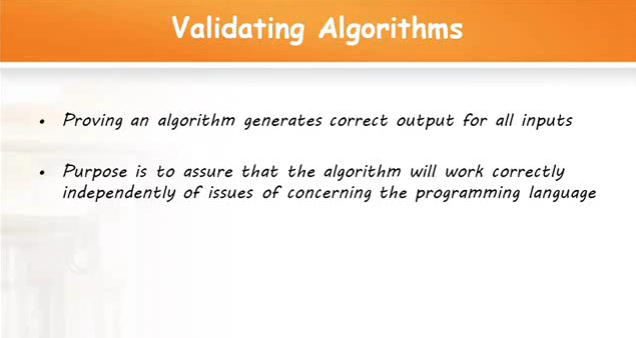 Validating Algorithms
• Proving an algorithm generates correct output for all inputs
• Purpose is to assure that the algorithm will work correctly
independently of issues of concerning the programming language